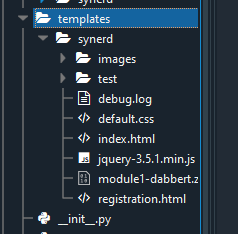 synerd
templates
synerd
images
test
debug.log
default.css
index.html
jquery-3.5.1.min.js
module1-dabbert.z
registration.html
__init__.py